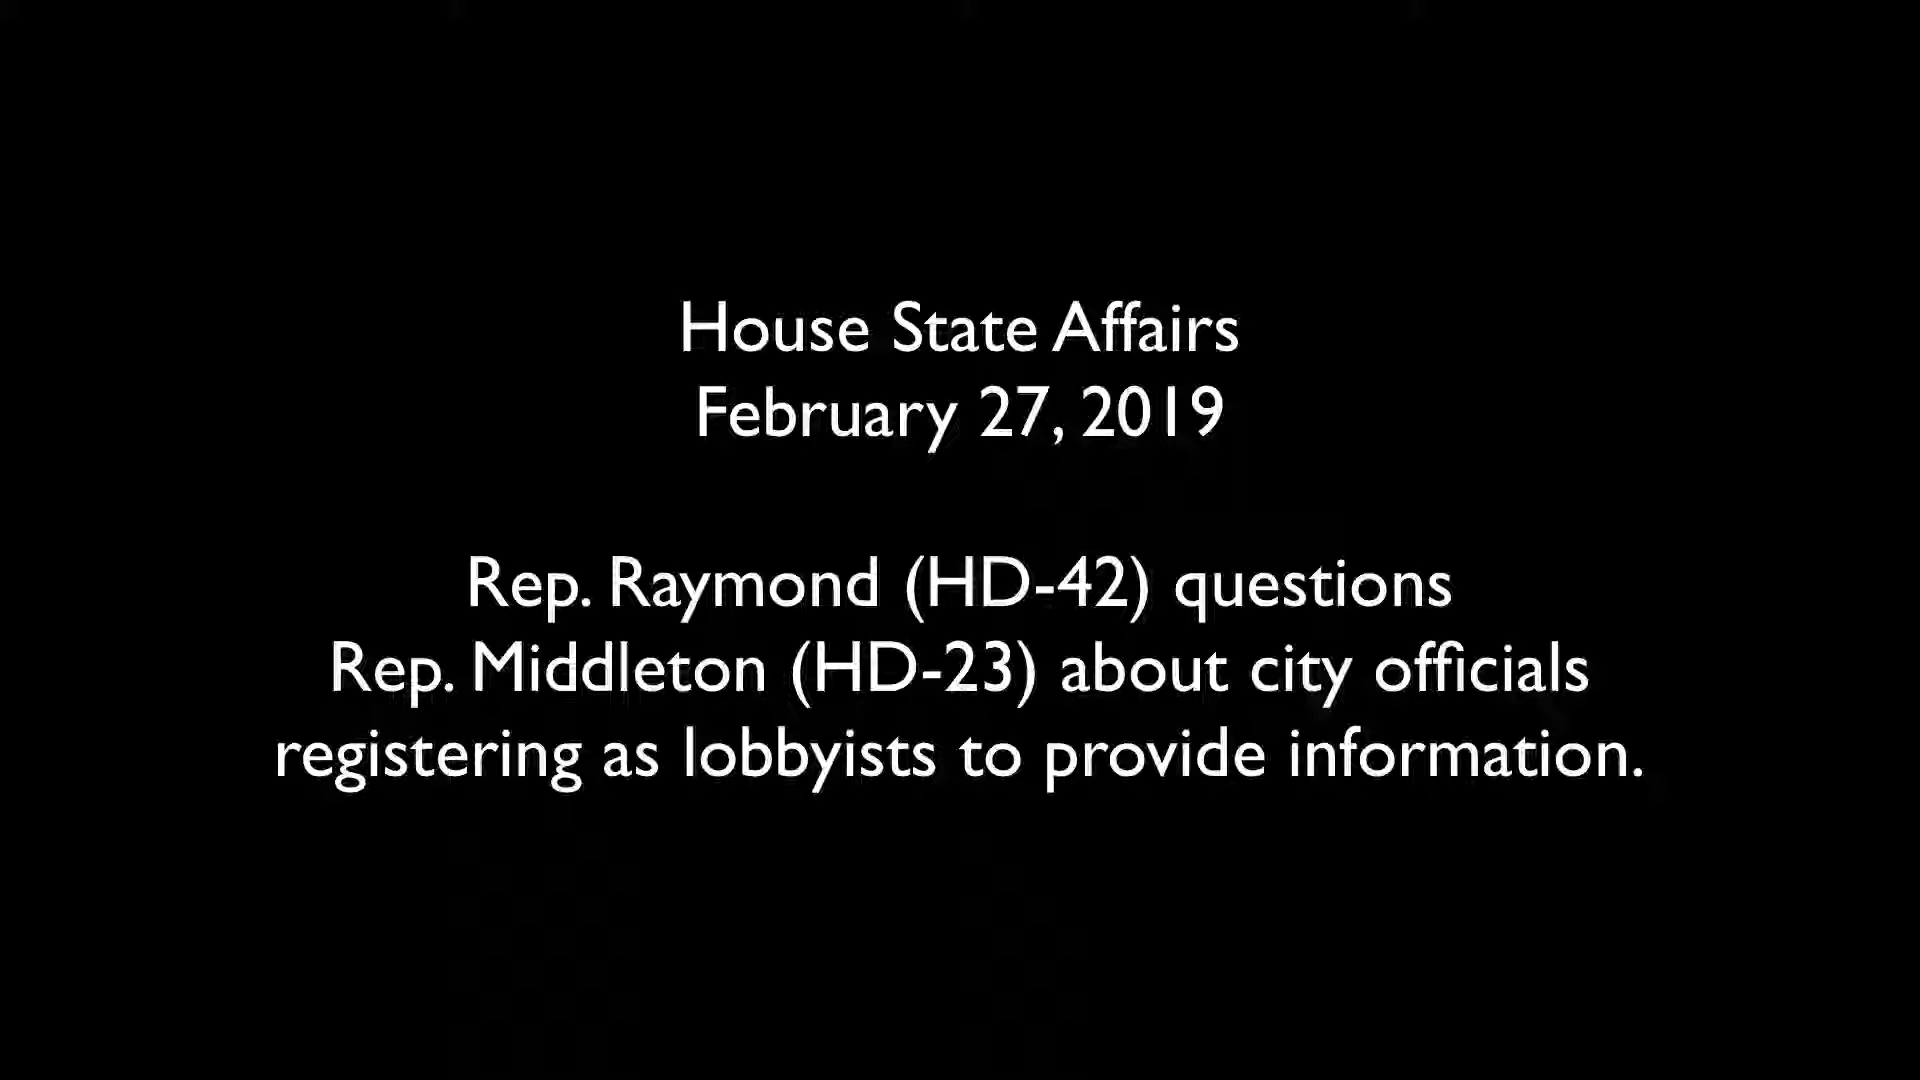 House State Affairs
February 27, 2019
Rep. Raymond (HD-42) questions
Rep. Middleton (HD-23) about city officials
registering as lobbyists to provide information.